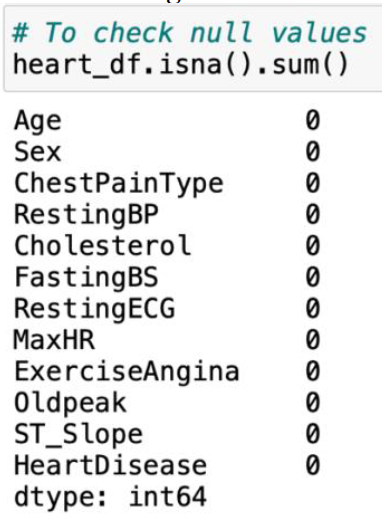 # To check null values
heart_df.isna().sum()
Age 0
Sex 0
ChestPainType 0
RestingBP 0
Cholesterol 0
FastingBS 0
RestingECG 0
MaxHR 0
ExerciseAngina 0
Oldpeak 0
ST_Slope 0
HeartDisease 0
dtype: int64